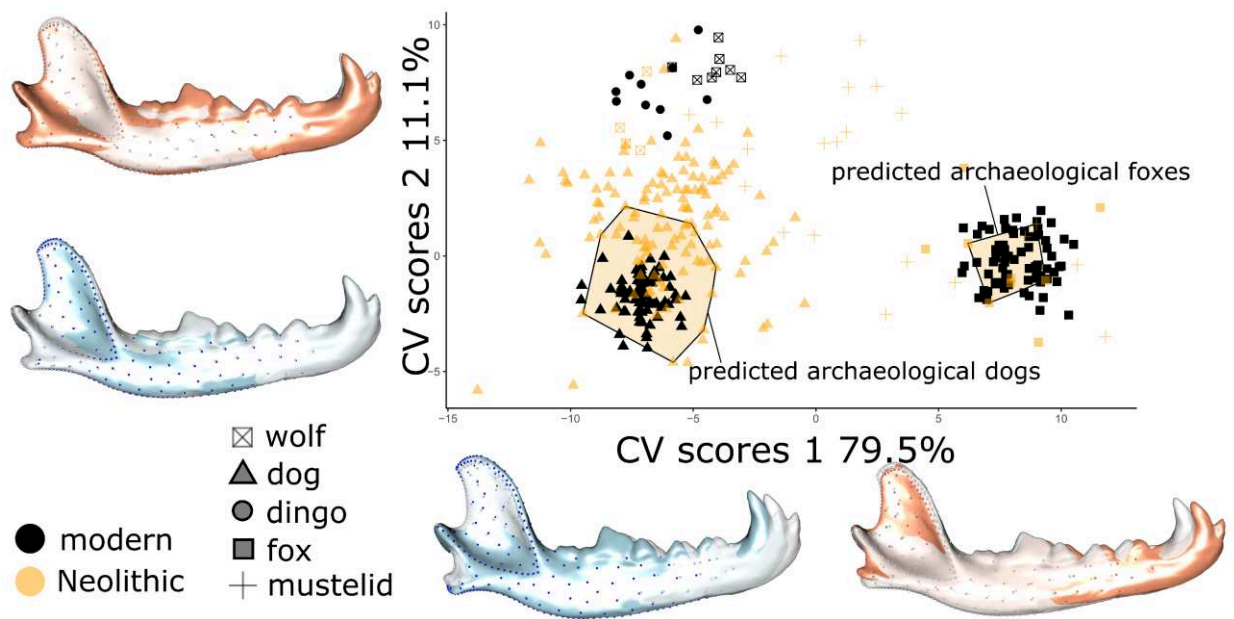 10
5
0
−5
CV scores 2 11.1%
predicted archaeological foxes
predicted archaeological dogs
−15
−10
−5
0
5
10
CV scores 1 79.5%
wolf
dog
dingo
fox
mustelid
modern
Neolithic